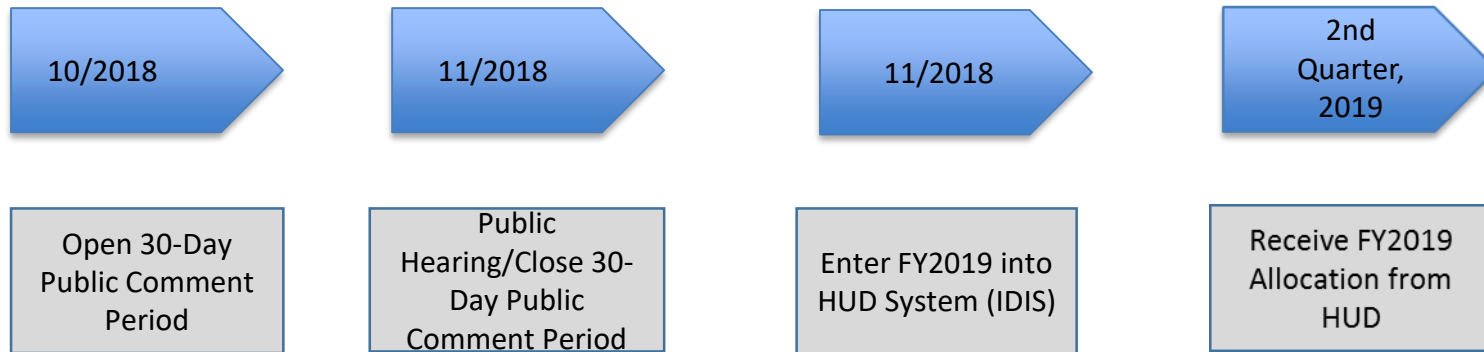 10/2018
11/2018
11/2018
2nd
Quarter,
2019
Open 30-Day
Public Comment
Period
Public
Hearing/Close 30-
Day Public
Comment Period
Enter FY2019 into
HUD System (IDIS)
Receive FY2019
Allocation from
HUD